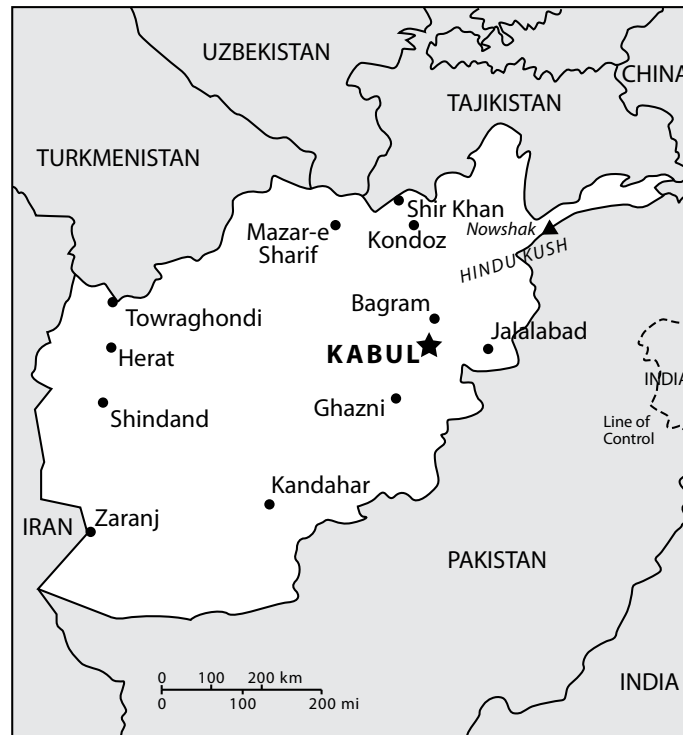 UZBEKISTAN
CHINA
TAJIKISTAN
TURKMENISTAN
Shir Khan
Mazar-e
Sharif
Kondoz
Nowshak
HINDU KUSH
Bagram
Towraghondi
Jalalabad
KABUL
Herat
INDIA
Ghazni
Shindand
Line of
Control
Kandahar
Zaranj
IRAN
PAKISTAN
0 100 200 km
0 100 200 mi
INDIA